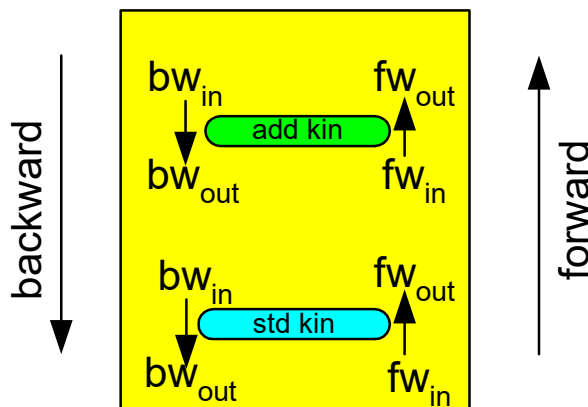 backward
bw_in
fw_out
add kin
bw_out
fw_in
bw_in
fw_out
std kin
bw_out
fw_in
forward